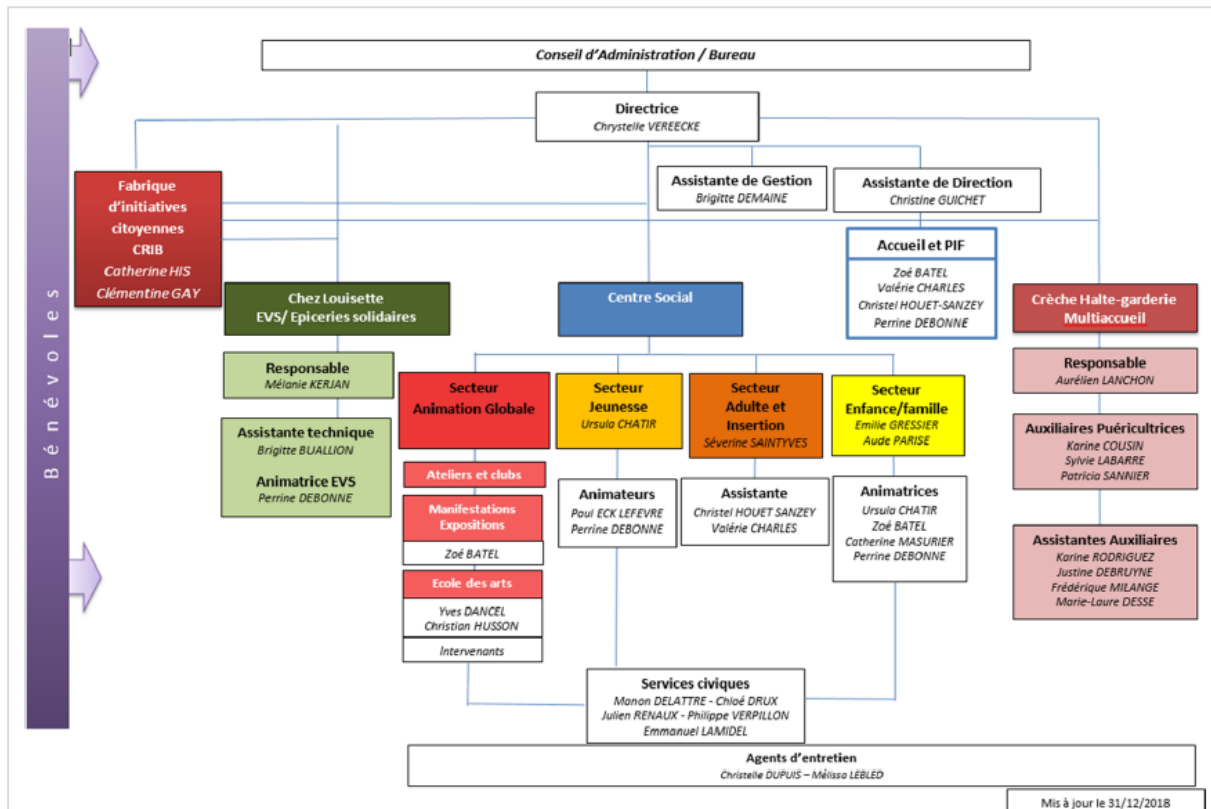 Bénévoles
Conseil d'Administration / Bureau
Directrice
Chrystelle VEREECKE
Assistante de Gestion
Brigitte DEMAINE
Assistante de Direction
Christine GUICHET
Fabrique
d'initiatives
citoyennes
CRIB
Catherine HIS
Clémentine GAY
Accueil et PIF
Zoé BATEL
Valérie CHARLES
Christel HOUET-SANZEY
Perrine DEBONNE
Chez Louisette
EVS/ Epiceries solidaires
Centre Social
Crèche Halte-garderie
Multiaccueil
Responsable
Mélanie KERJAN
Assistante technique
Brigitte BUALLION
Animatrice EVS
Perrine DEBONNE
Secteur
Animation Globale
Ateliers et clubs
Manifestations
Expositions
Zoé BATEL
Ecole des arts
Yves DANCEL
Christian HUSSON
Intervenants
Secteur
Jeunesse
Ursula CHATIR
Animateurs
Paul ECK LEFEVRE
Perrine DEBONNE
Secteur
Adulte et
Insertion
Séverine SAINTYVES
Assistante
Christel HOUET SANZEY
Valérie CHARLES
Secteur
Enfance/famille
Emilie GRESSIER
Aude PARISE
Animatrices
Ursula CHATIR
Zoé BATEL
Catherine MASURIER
Perrine DEBONNE
Responsable
Aurélien LANCHON
Auxiliaires Puéricultrices
Karine COUSIN
Sylvie LABARRE
Patricia SANNIER
Assistantes Auxiliaires
Karine RODRIGUEZ
Justine DEBRUYNE
Frédérique MILANGE
Marie-Laure DESSE
Services civiques
Manon DELATTRE - Chloé DRUX
Julien RENAUX - Philippe VERPILLON
Emmanuel LAMIDEL
Agents d'entretien
Christelle DUPUIS – Mélissa LEBLED
Mis à jour le 31/12/2018